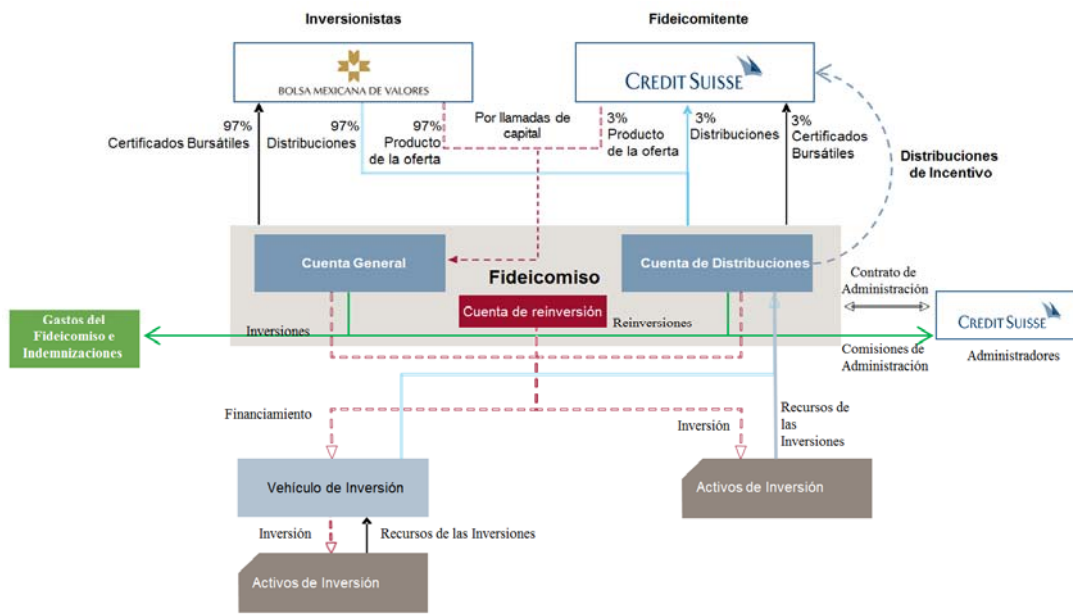 Inversionistas
Fideicomitente
BOLSA MEXICANA DE VALORES
CREDIT SUISSE
97%
Certificados Bursátiles
97%
Distribuciones
97%
Producto
de la oferta
Por llamadas de
capital
3%
Producto
de la oferta
3%
Distribuciones
3%
Certificados
Bursátiles
Distribuciones
de Incentivo
Cuenta General
Cuenta de Distribuciones
Fideicomiso
Cuenta de reinversión
Contrato de
Administración
Gastos del
Fideicomiso e
Indemnizaciones
Inversiones
Reinversiones
CREDIT SUISSE
Comisiones de
Administración
Administradores
Financiamiento
Inversión
Recursos de
las
Inversiones
Vehículo de Inversión
Activos de Inversión
Inversión
Recursos de las Inversiones
Activos de Inversión